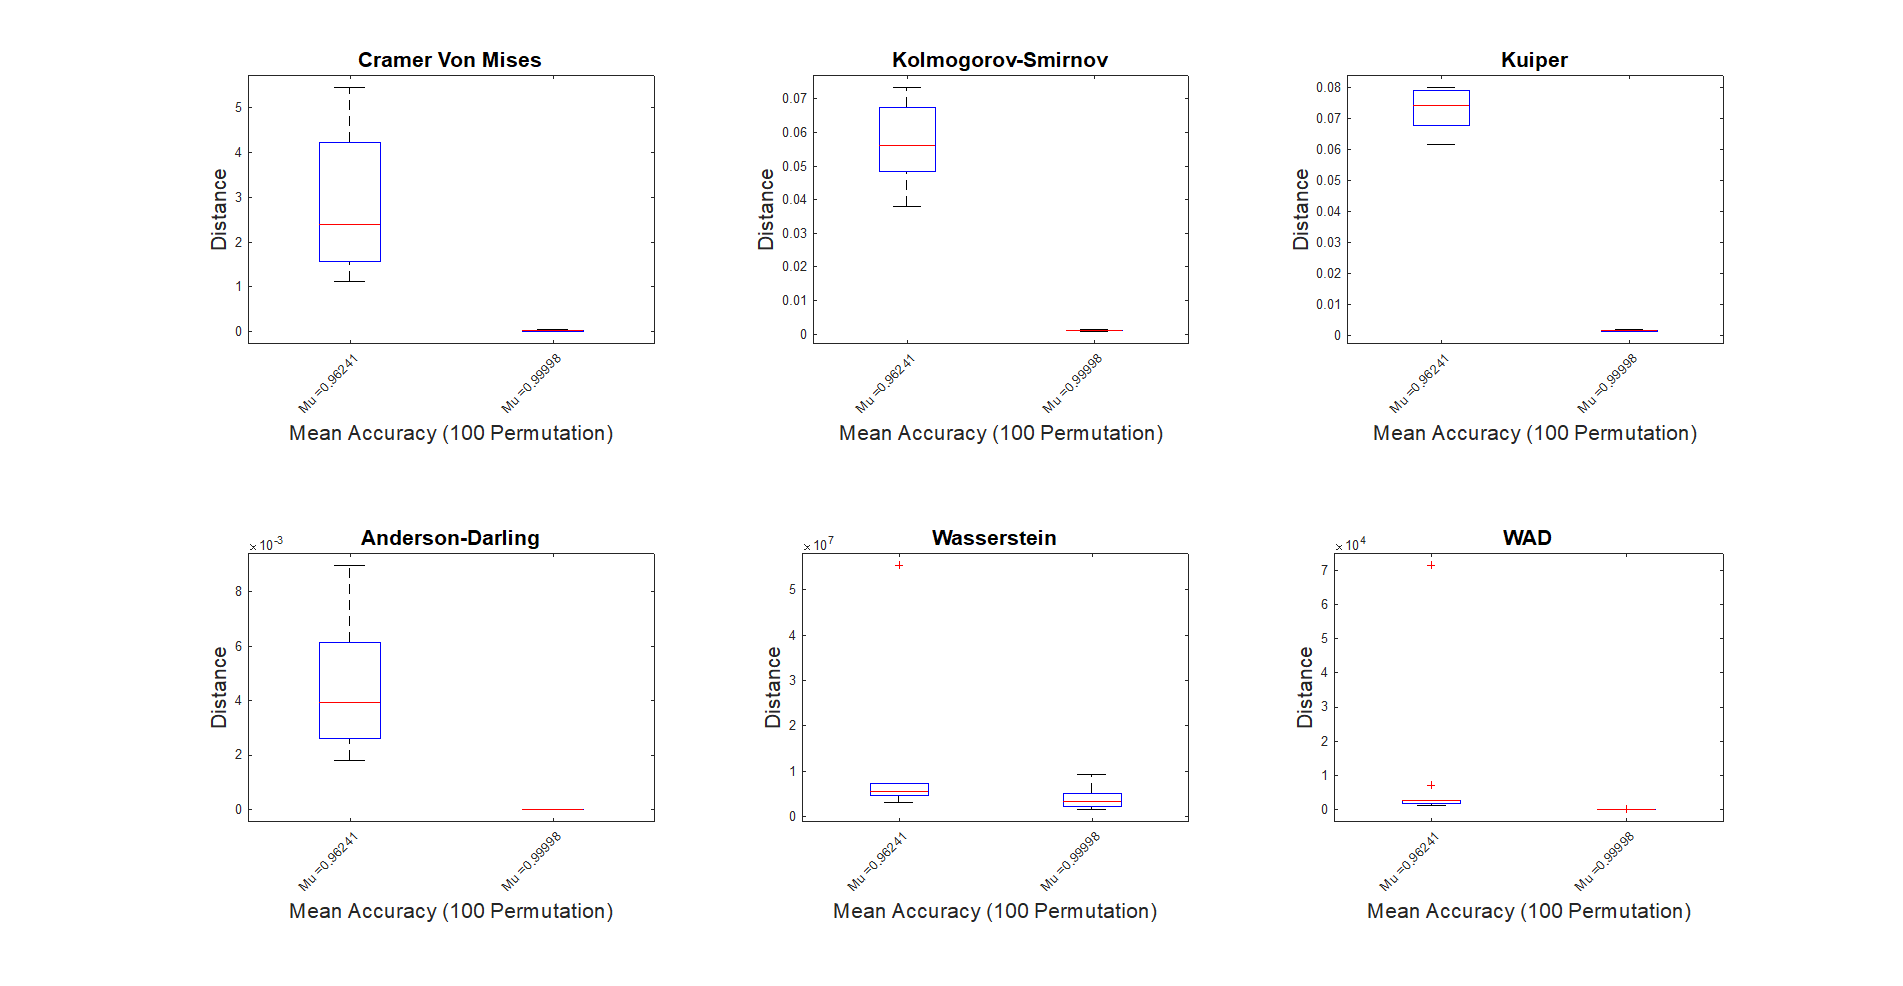 Cramer Von Mises
5
4
3
2
1
0
Distance
Mu =0.96241
Mu =0.99998
Mean Accuracy (100 Permutation)
Kolmogorov-Smirnov
0.07
0.06
0.05
0.04
0.03
0.02
0.01
0
Distance
Mu =0.96241
Mu =0.99998
Mean Accuracy (100 Permutation)
Kuiper
0.08
0.07
0.06
0.05
0.04
0.03
0.02
0.01
0
Distance
Mu =0.96241
Mu =0.99998
Mean Accuracy (100 Permutation)
Anderson-Darling
×10-3
8
6
4
2
0
Distance
Mu =0.96241
Mu =0.99998
Mean Accuracy (100 Permutation)
Wasserstein
×107
5
4
3
2
1
0
Distance
Mu =0.96241
Mu =0.99998
Mean Accuracy (100 Permutation)
WAD
×104
7
6
5
4
3
2
1
0
Distance
Mu =0.96241
Mu =0.99998
Mean Accuracy (100 Permutation)